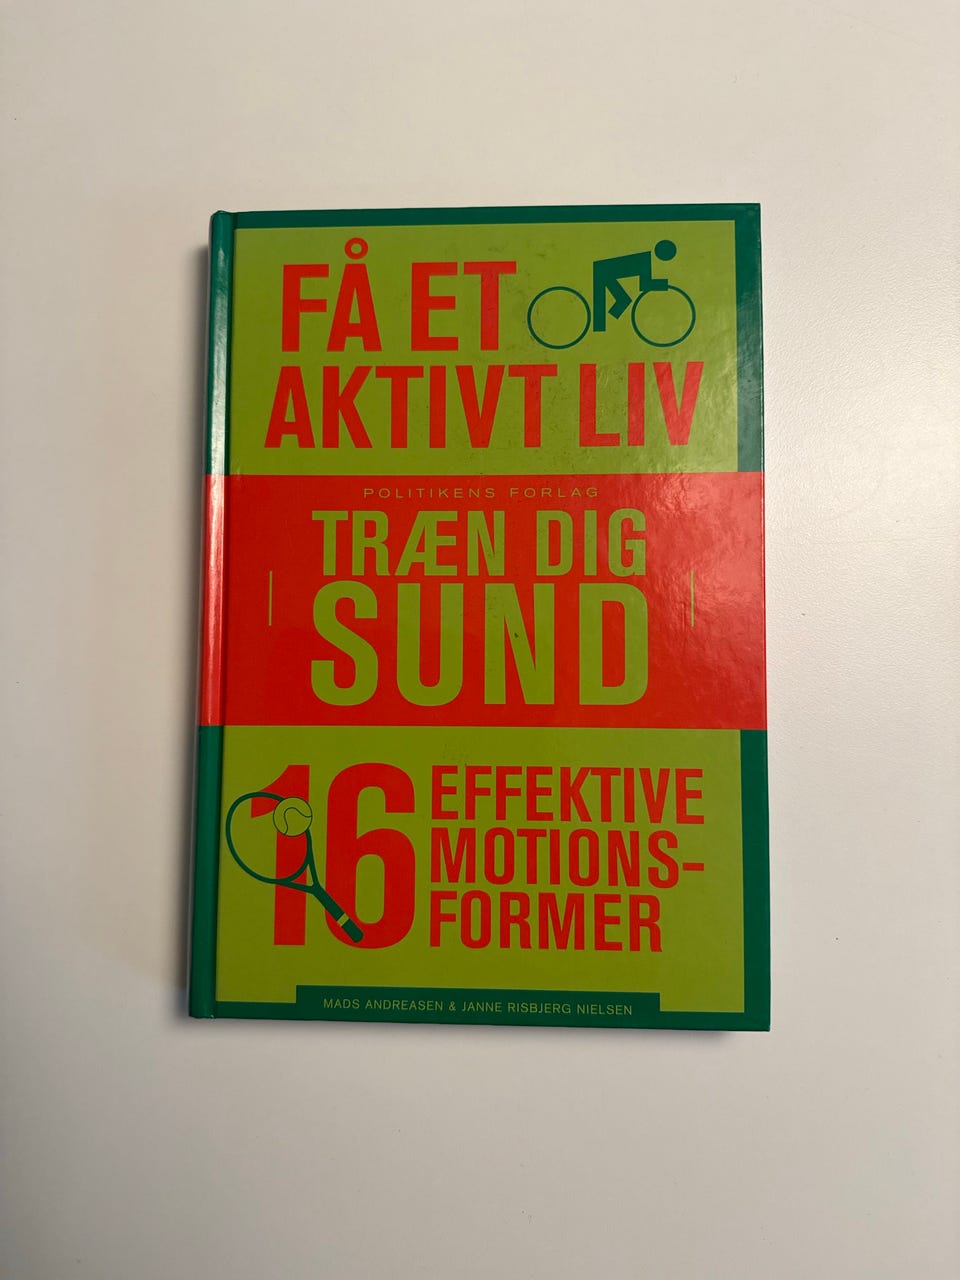 FÅ ET
AKTIVT LIV
POLITIKENS FORLAG
TRÆN DIG
SUND
16 EFFEKTIVE
MOTIONS-
FORMER
MADS ANDREASEN & JANNE RISBJERG NIELSEN